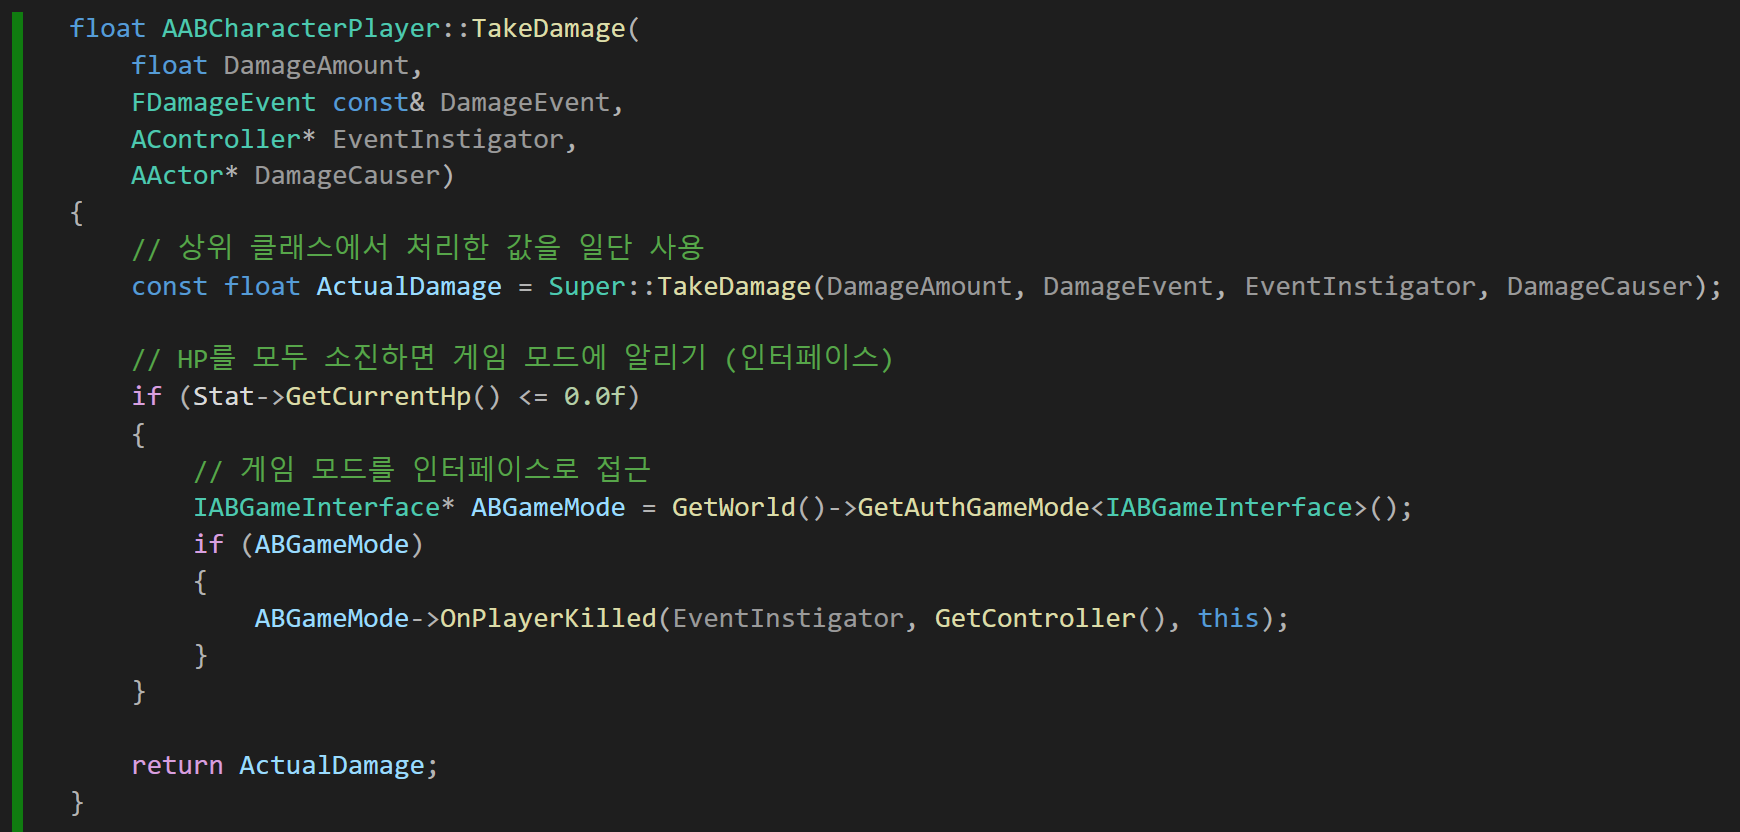 float AABCharacterPlayer::TakeDamage(
    float DamageAmount,
    FDamageEvent const& DamageEvent,
    AController* EventInstigator,
    AActor* DamageCauser)
{
    // 상위 클래스에서 처리한 값을 일단 사용
    const float ActualDamage = Super::TakeDamage(DamageAmount, DamageEvent, EventInstigator, DamageCauser);
    // HP를 모두 소진하면 게임 모드에 알리기 (인터페이스)
    if (Stat->GetCurrentHp() <= 0.0f)
    {
        // 게임 모드를 인터페이스로 접근
        IABGameInterface* ABGameMode = GetWorld()->GetAuthGameMode<IABGameInterface>();
        if (ABGameMode)
        {
            ABGameMode->OnPlayerKilled(EventInstigator, GetController(), this);
        }
    }
    return ActualDamage;
}